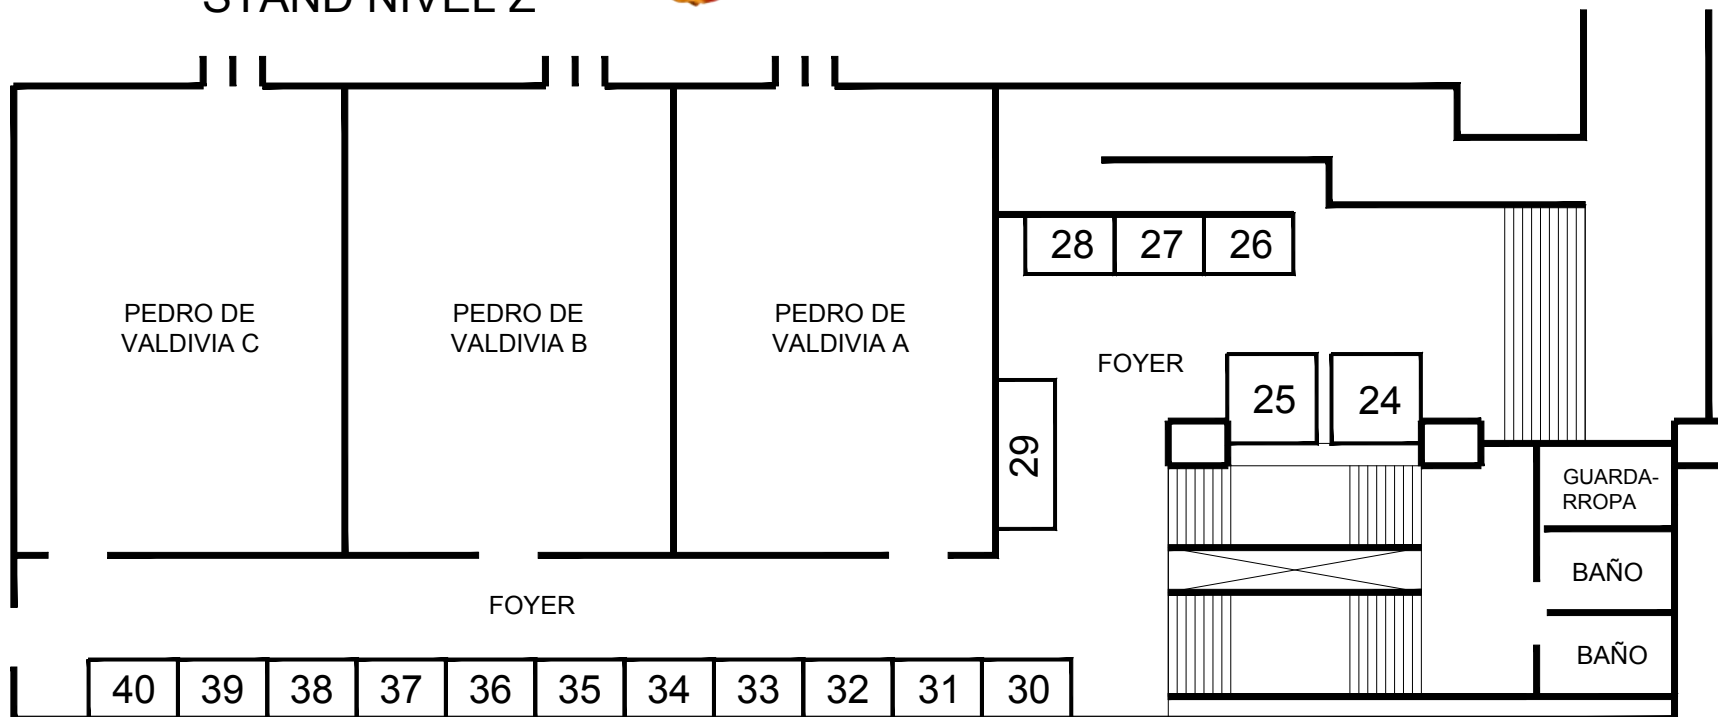 STAND NIVEL Z
28 27 26
PEDRO DE
VALDIVIA C
PEDRO DE
VALDIVIA B
PEDRO DE
VALDIVIA A
FOYER
25 24
29
GUARDA-
RROPA
BAÑO
FOYER
BAÑO
40 39 38 37 36 35 34 33 32 31 30